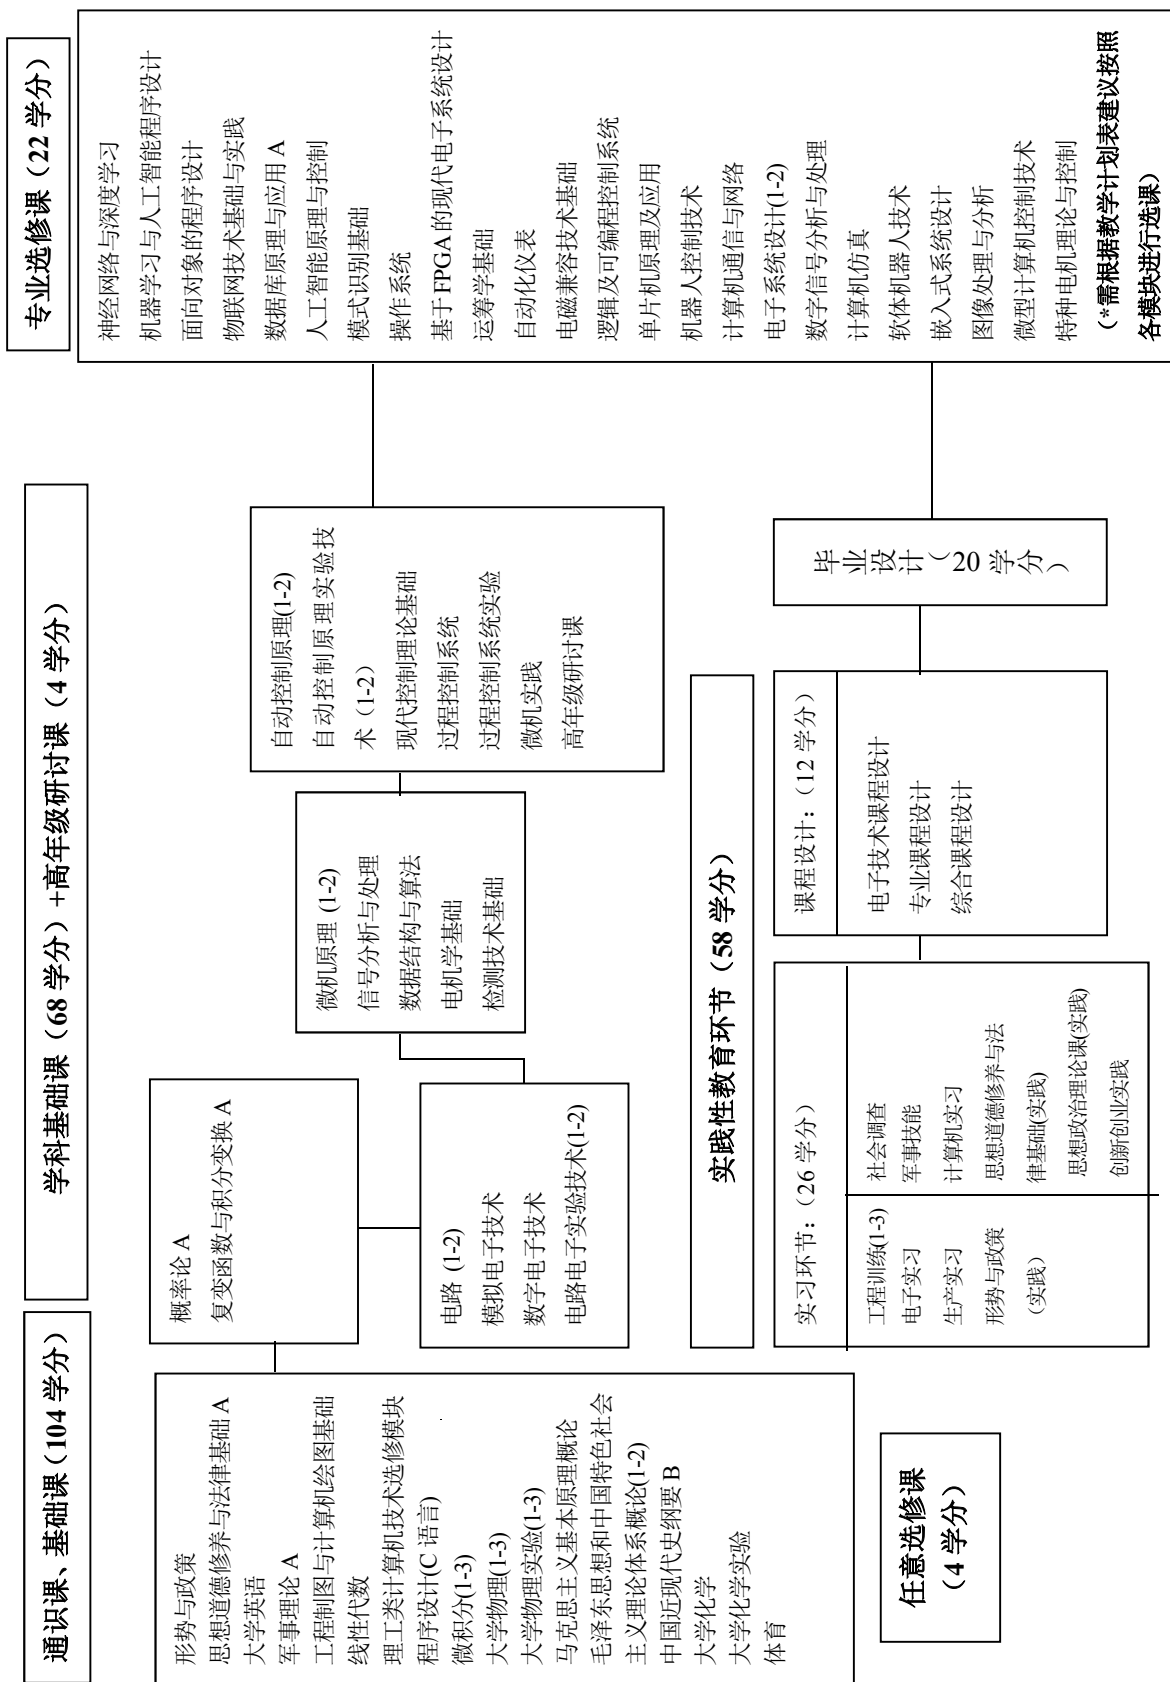 通识课、基础课（104 学分）
形势与政策
思想道德修养与法律基础 A
大学英语
军事理论 A
工程制图与计算机绘图基础
线性代数
理工类计算机技术选修模块
程序设计(C 语言)
微积分(1-3)
大学物理(1-3)
大学物理实验(1-3)
马克思主义基本原理概论
毛泽东思想和中国特色社会
主义理论体系概论(1-2)
中国近现代史纲要 B
大学化学
大学化学实验
体育
任意选修课
（4 学分）
学科基础课（68 学分）+高年级研讨课（4 学分）
概率论 A
复变函数与积分变换 A
电路 (1-2)
模拟电子技术
数字电子技术
电路电子实验技术(1-2)
微机原理 (1-2)
信号分析与处理
数据结构与算法
电机学基础
检测技术基础
自动控制原理(1-2)
自动控制原理实验技
术（1-2）
现代控制理论基础
过程控制系统
过程控制系统实验
微机实践
高年级研讨课
实践性教育环节（58 学分）
实习环节：（26 学分）
工程训练(1-3)
电子实习
生产实习
形势与政策
（实践）
社会调查
军事技能
计算机实习
思想道德修养与法
律基础(实践)
思想政治理论课(实践)
创新创业实践
课程设计：（12 学分）
电子技术课程设计
专业课程设计
综合课程设计
毕业设计（20 学分）
专业选修课（22 学分）
神经网络与深度学习
机器学习与人工智能程序设计
面向对象的程序设计
物联网技术基础与实践
数据库原理与应用 A
人工智能原理与控制
模式识别基础
操作系统
基于 FPGA 的现代电子系统设计
运筹学基础
自动化仪表
电磁兼容技术基础
逻辑及可编程控制系统
单片机原理及应用
机器人控制技术
计算机通信与网络
电子系统设计(1-2)
数字信号分析与处理
计算机仿真
软体机器人技术
嵌入式系统设计
图像处理与分析
微型计算机控制技术
特种电机理论与控制
（*需根据教学计划表建议按照
各模块进行选课）